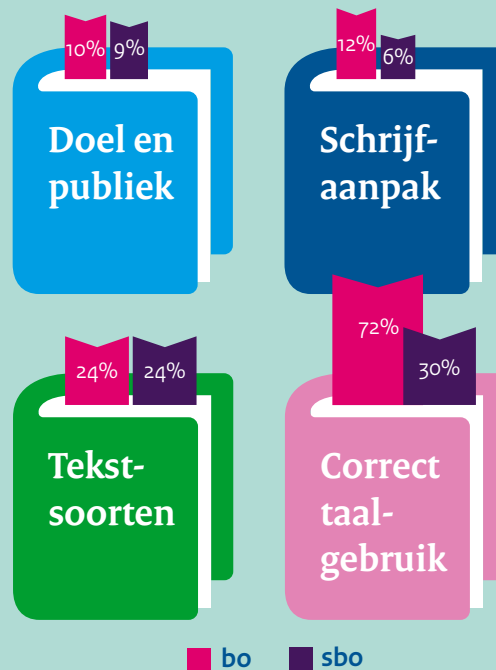 10% 9%
Doel en
publiek
12% 6%
Schrijf-
aanpak
24% 24%
Tekst-
soorten
72% 30%
Correct
taal-
gebruik
bo sbo